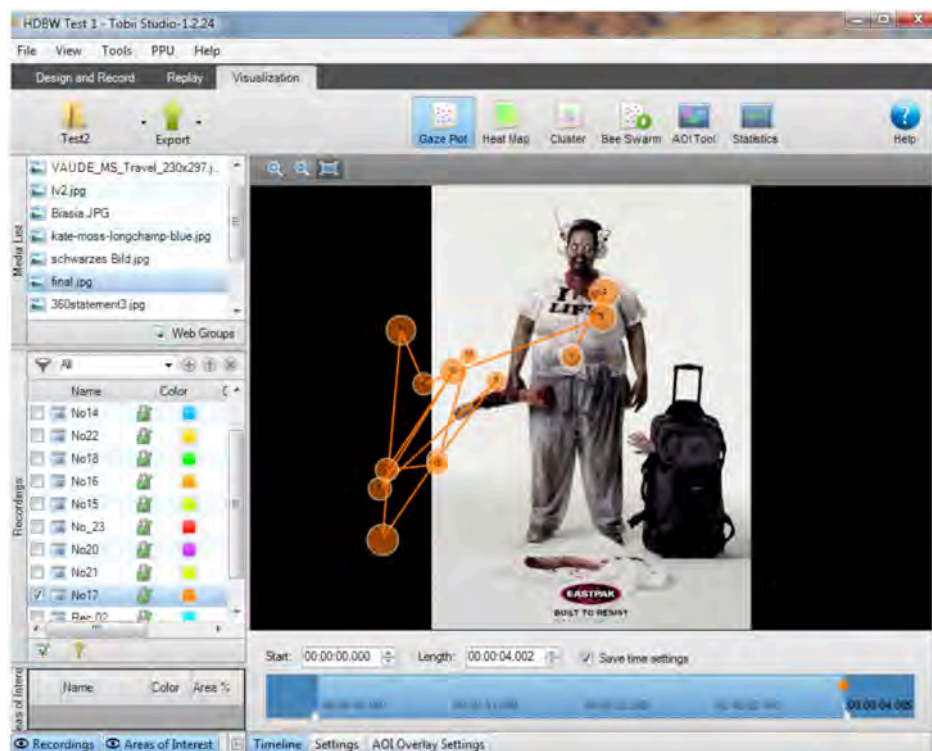 HDBW Test 1 - Tobii Studio-1.2.24
File View Tools PPU Help
Design and Record Replay Visualization
Test2 Export Gaze Plot Heat Map Cluster Bee Swarm AOI Tool Statistics Help
Media List
VAUDE_MS_Travel_230x297.j..
lv2.jpg
Biasia.JPG
kate-moss-longchamp-blue.jpg
schwarzes Bild.jpg
final.jpg
360statement3.jpg
Web Groups
Recordings
All
Name Color C
No14
No22
No18
No16
No15
No_23
No20
No21
No17
Rec 02
I
LIF
EASTPAK
BUILT TO RESIST
Start: 00:00:00.000 Length: 00:00:04.002 Save time settings
eas of Intere
Name Color Area %
00:00:04.005
Recordings Areas of Interest Timeline Settings AOI Overlay Settings